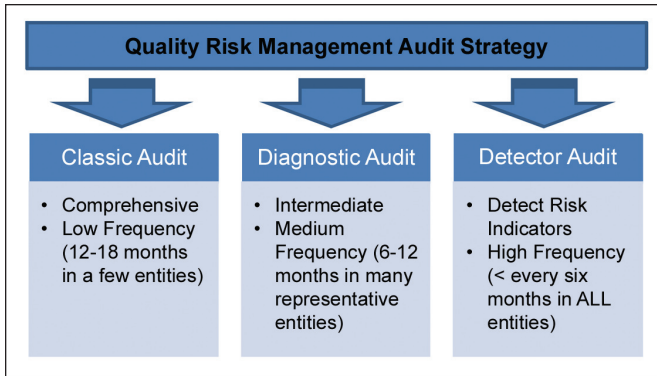 Quality Risk Management Audit Strategy
Classic Audit
• Comprehensive
• Low Frequency
(12-18 months
in a few entities)
Diagnostic Audit
• Intermediate
• Medium
Frequency (6-12
months in many
representative
entities)
Detector Audit
• Detect Risk
Indicators
• High Frequency
(< every six
months in ALL
entities)